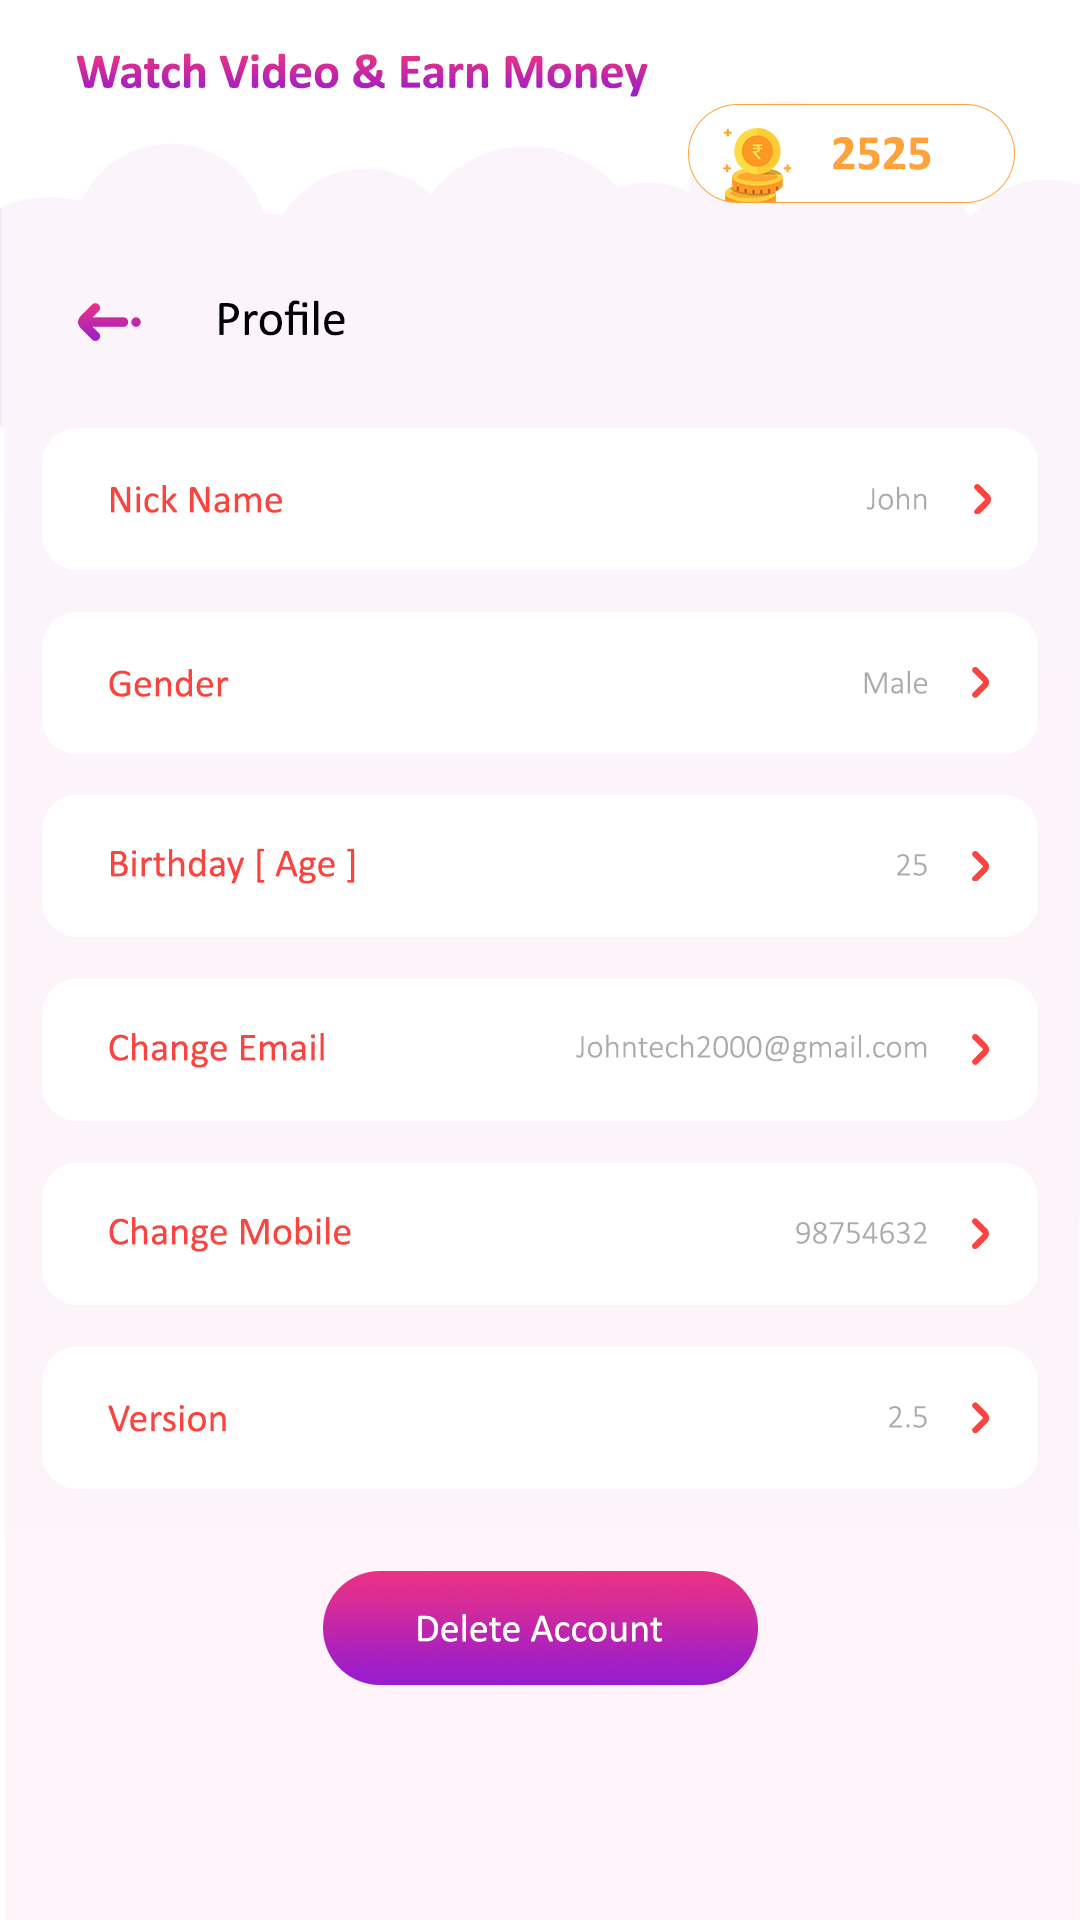 Watch Video & Earn Money
₹
2525
Profile
Nick Name John
Gender Male
Birthday [ Age ] 25
Change Email Johntech2000@gmail.com
Change Mobile 98754632
Version 2.5
Delete Account